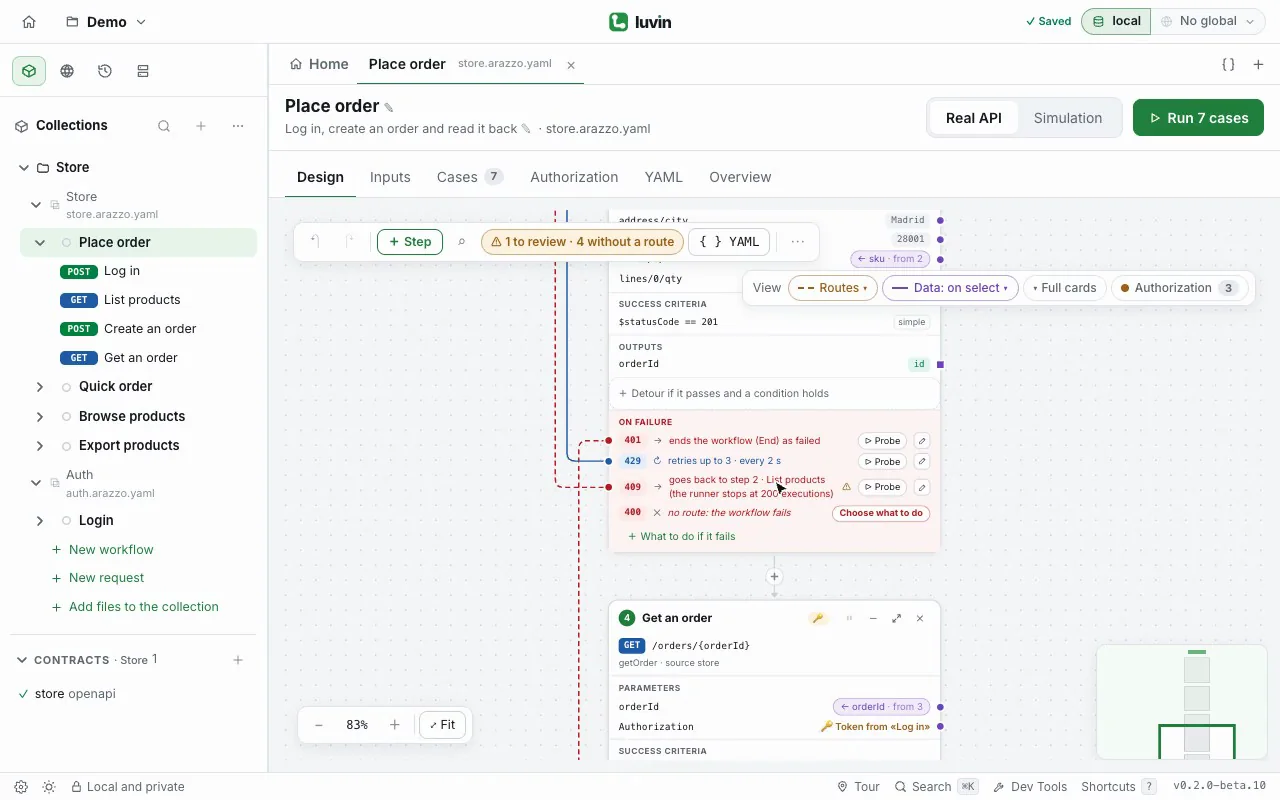 Demo
luvin
Saved
local
No global
Home
Place order store.arazzo.yaml
Place order
Log in, create an order and read it back · store.arazzo.yaml
Real API
Simulation
Run 7 cases
Collections
Design
Inputs
Cases 7
Authorization
YAML
Overview
Store
Store
store.arazzo.yaml
Place order
POST Log in
GET List products
POST Create an order
GET Get an order
Quick order
Browse products
Export products
Auth
auth.arazzo.yaml
Login
+ New workflow
+ New request
+ Add files to the collection
CONTRACTS · Store 1
store openapi
+ Step
1 to review · 4 without a route
{ } YAML
···
View
Routes
Data: on select
Full cards
Authorization 3
address/city Madrid
28001
← sku · from 2
lines/0/qty
SUCCESS CRITERIA
$statusCode == 201 simple
OUTPUTS
orderId id
+ Detour if it passes and a condition holds
ON FAILURE
401 → ends the workflow (End) as failed Probe
429 retries up to 3 · every 2 s Probe
409 → goes back to step 2 · List products
(the runner stops at 200 executions) Probe
400 × no route: the workflow fails Choose what to do
+ What to do if it fails
4 Get an order
GET /orders/{orderId}
getOrder · source store
PARAMETERS
orderId ← orderId · from 3
Authorization Token from «Log in»
SUCCESS CRITERIA
− 83% + Fit
Local and private
Tour
Search ⌘K
Dev Tools
Shortcuts ?
v0.2.0-beta.10